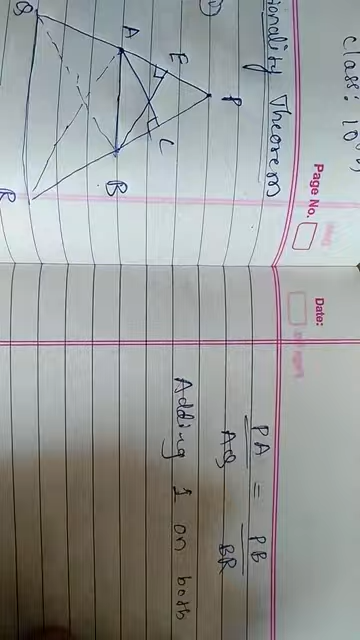 class: 10
Page No.
tionality Theorem
P
E
A
C
B
Q
R
Date:
PA = PB
AQ BR
Adding 1 on both